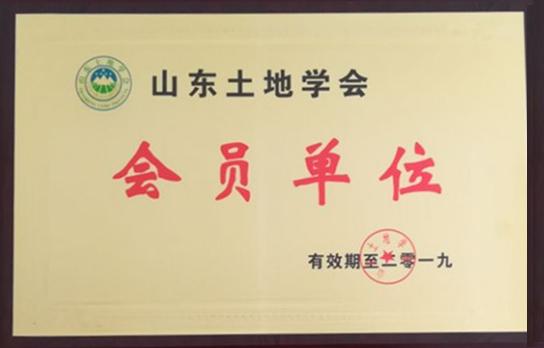 山东土地学会
会员单位
有效期至二零一九